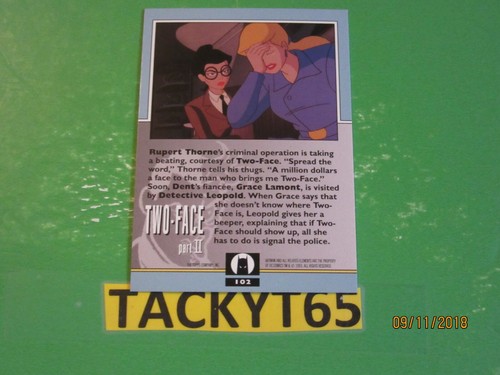 Rupert Thorne's criminal operation is taking
a beating, courtesy of Two-Face. "Spread the
word," Thorne tells his thugs. "A million dollars
a face to the man who brings me Two-Face."
Soon, Dent's fiancée, Grace Lamont, is visited
by Detective Leopold. When Grace says that
she doesn't know where Two-
Face is, Leopold gives her a
beeper, explaining that if Two-
Face should show up, all she
has to do is signal the police.
TWO-FACE
part II
102
TACKYT65
09/11/2018